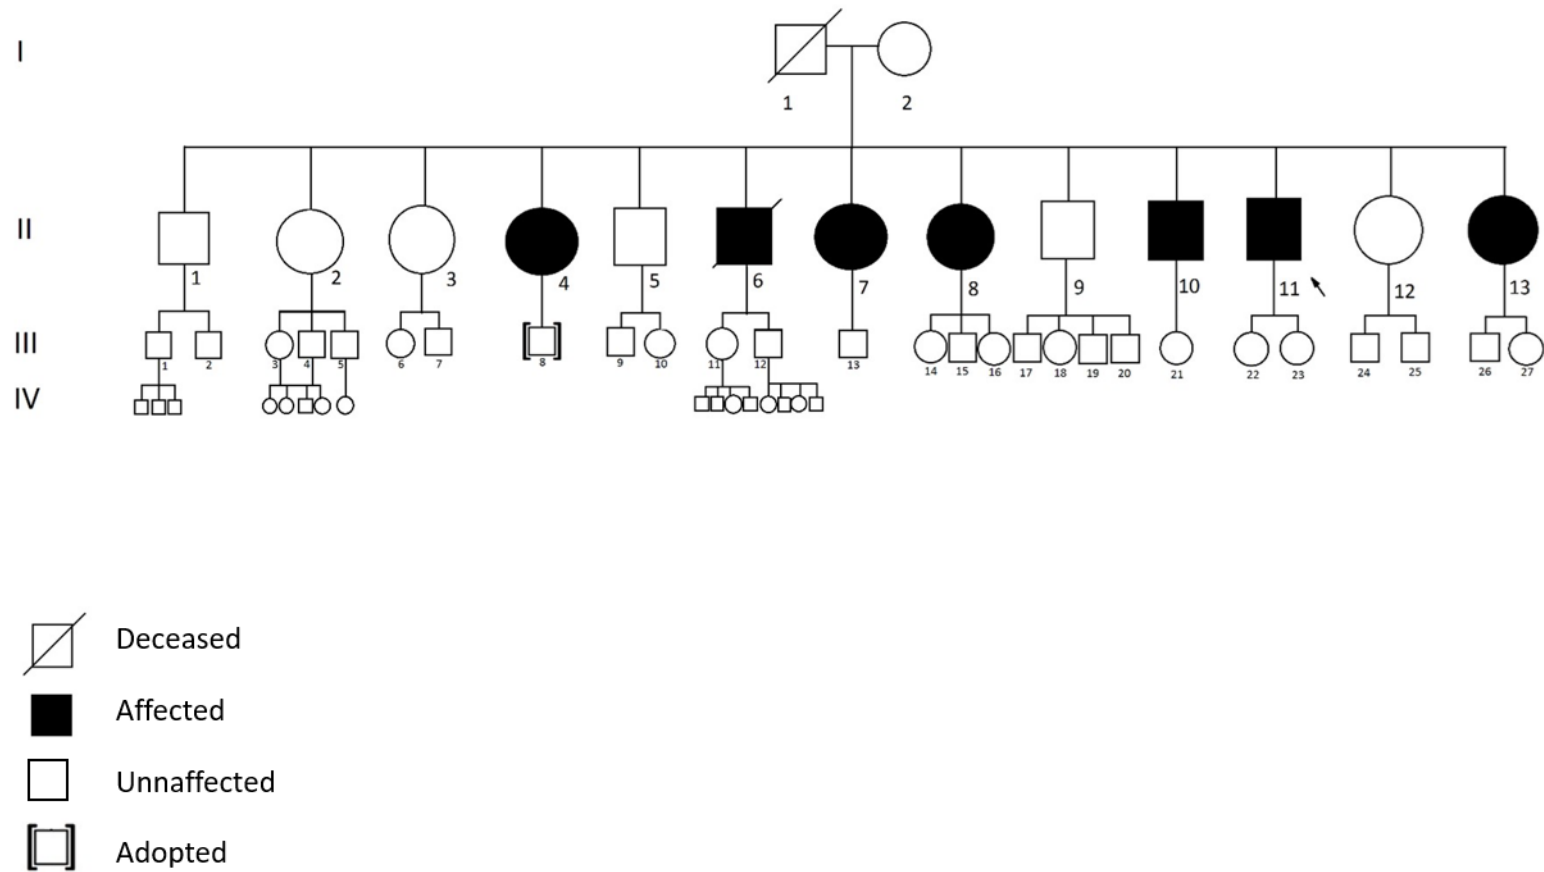 I
1 2
II
1 2 3 4 5 6 7 8 9 10 11 12 13
III
1 2 3 4 5 6 7 8 9 10 11 12 13 14 15 16 17 18 19 20 21 22 23 24 25 26 27
IV
Deceased
Affected
Unnaffected
Adopted